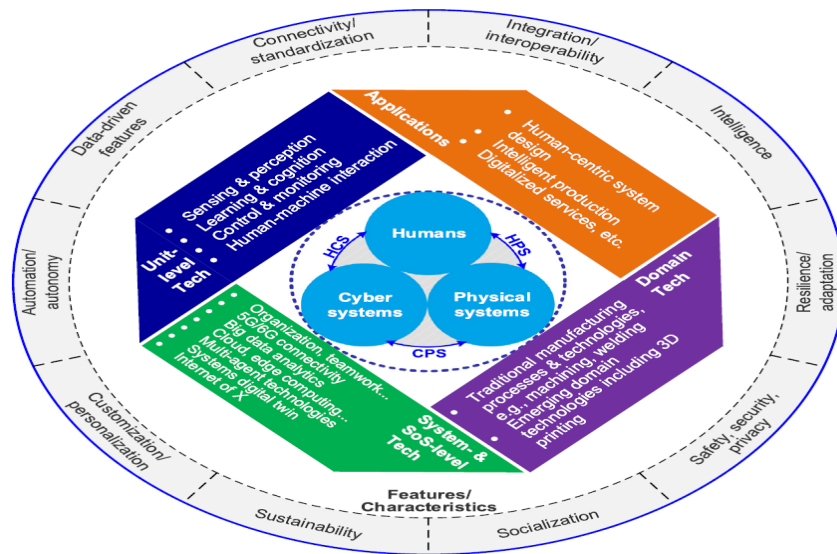 Connectivity/
standardization
Integration/
interoperability
Intelligence
Resilience/
adaptation
Safety, security,
privacy
Socialization
Sustainability
Customization/
personalization
Automation/
autonomy
Data-driven
features
Features/
Characteristics
Applications
• Human-centric system
design
• Intelligent production
• Digitalized services, etc.
Unit-
level
Tech
• Sensing & perception
• Learning & cognition
• Control & monitoring
• Human-machine interaction
Domain
Tech
• Traditional manufacturing
processes & technologies,
e.g., machining, welding
• Emerging domain
technologies including 3D
printing
System- &
SoS-level
Tech
• Organization, teamwork...
• 5G/6G connectivity
• Big data analytics
• Cloud, edge computing...
• Multi-agent technologies
• Systems digital twin
• Internet of X
Humans
HCS
HPS
Cyber
systems
Physical
systems
CPS